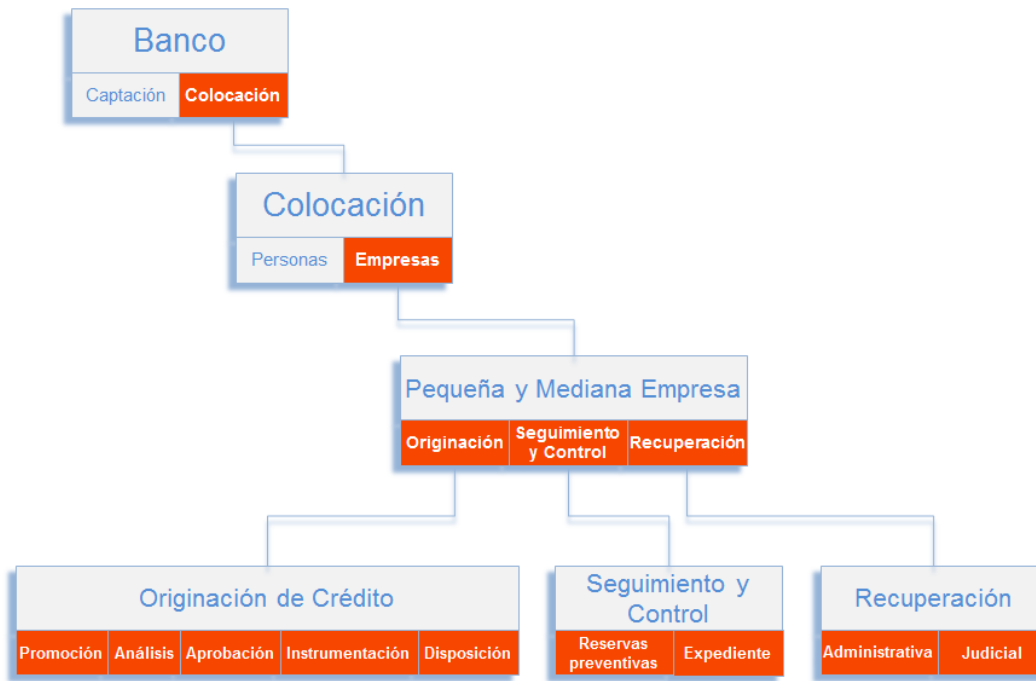 Banco
Captación Colocación
Colocación
Personas Empresas
Pequeña y Mediana Empresa
Originación
Seguimiento
y Control
Recuperación
Originación de Crédito
Promoción Análisis Aprobación Instrumentación Disposición
Seguimiento y
Control
Reservas
preventivas
Expediente
Recuperación
Administrativa Judicial